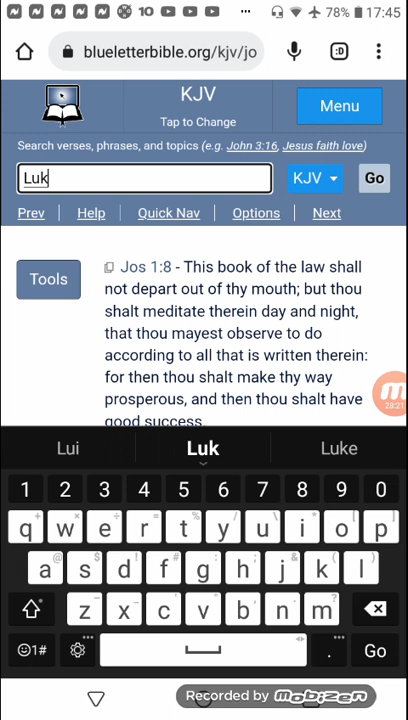 10 ... 78% 17:45
blueletterbible.org/kjv/jo :D
KJV
Tap to Change
Menu
Search verses, phrases, and topics (e.g. John 3:16, Jesus faith love)
Luk KJV Go
Prev Help Quick Nav Options Next
Tools
Jos 1:8 - This book of the law shall
not depart out of thy mouth; but thou
shalt meditate therein day and night,
that thou mayest observe to do
according to all that is written therein:
for then thou shalt make thy way
prosperous, and then thou shalt have
good success.
28:21
Lui Luk Luke
1 2 3 4 5 6 7 8 9 0
q w e r t y u i o p
a s d f g h j k l
z x c v b n m
1# . Go
Recorded by mobizen